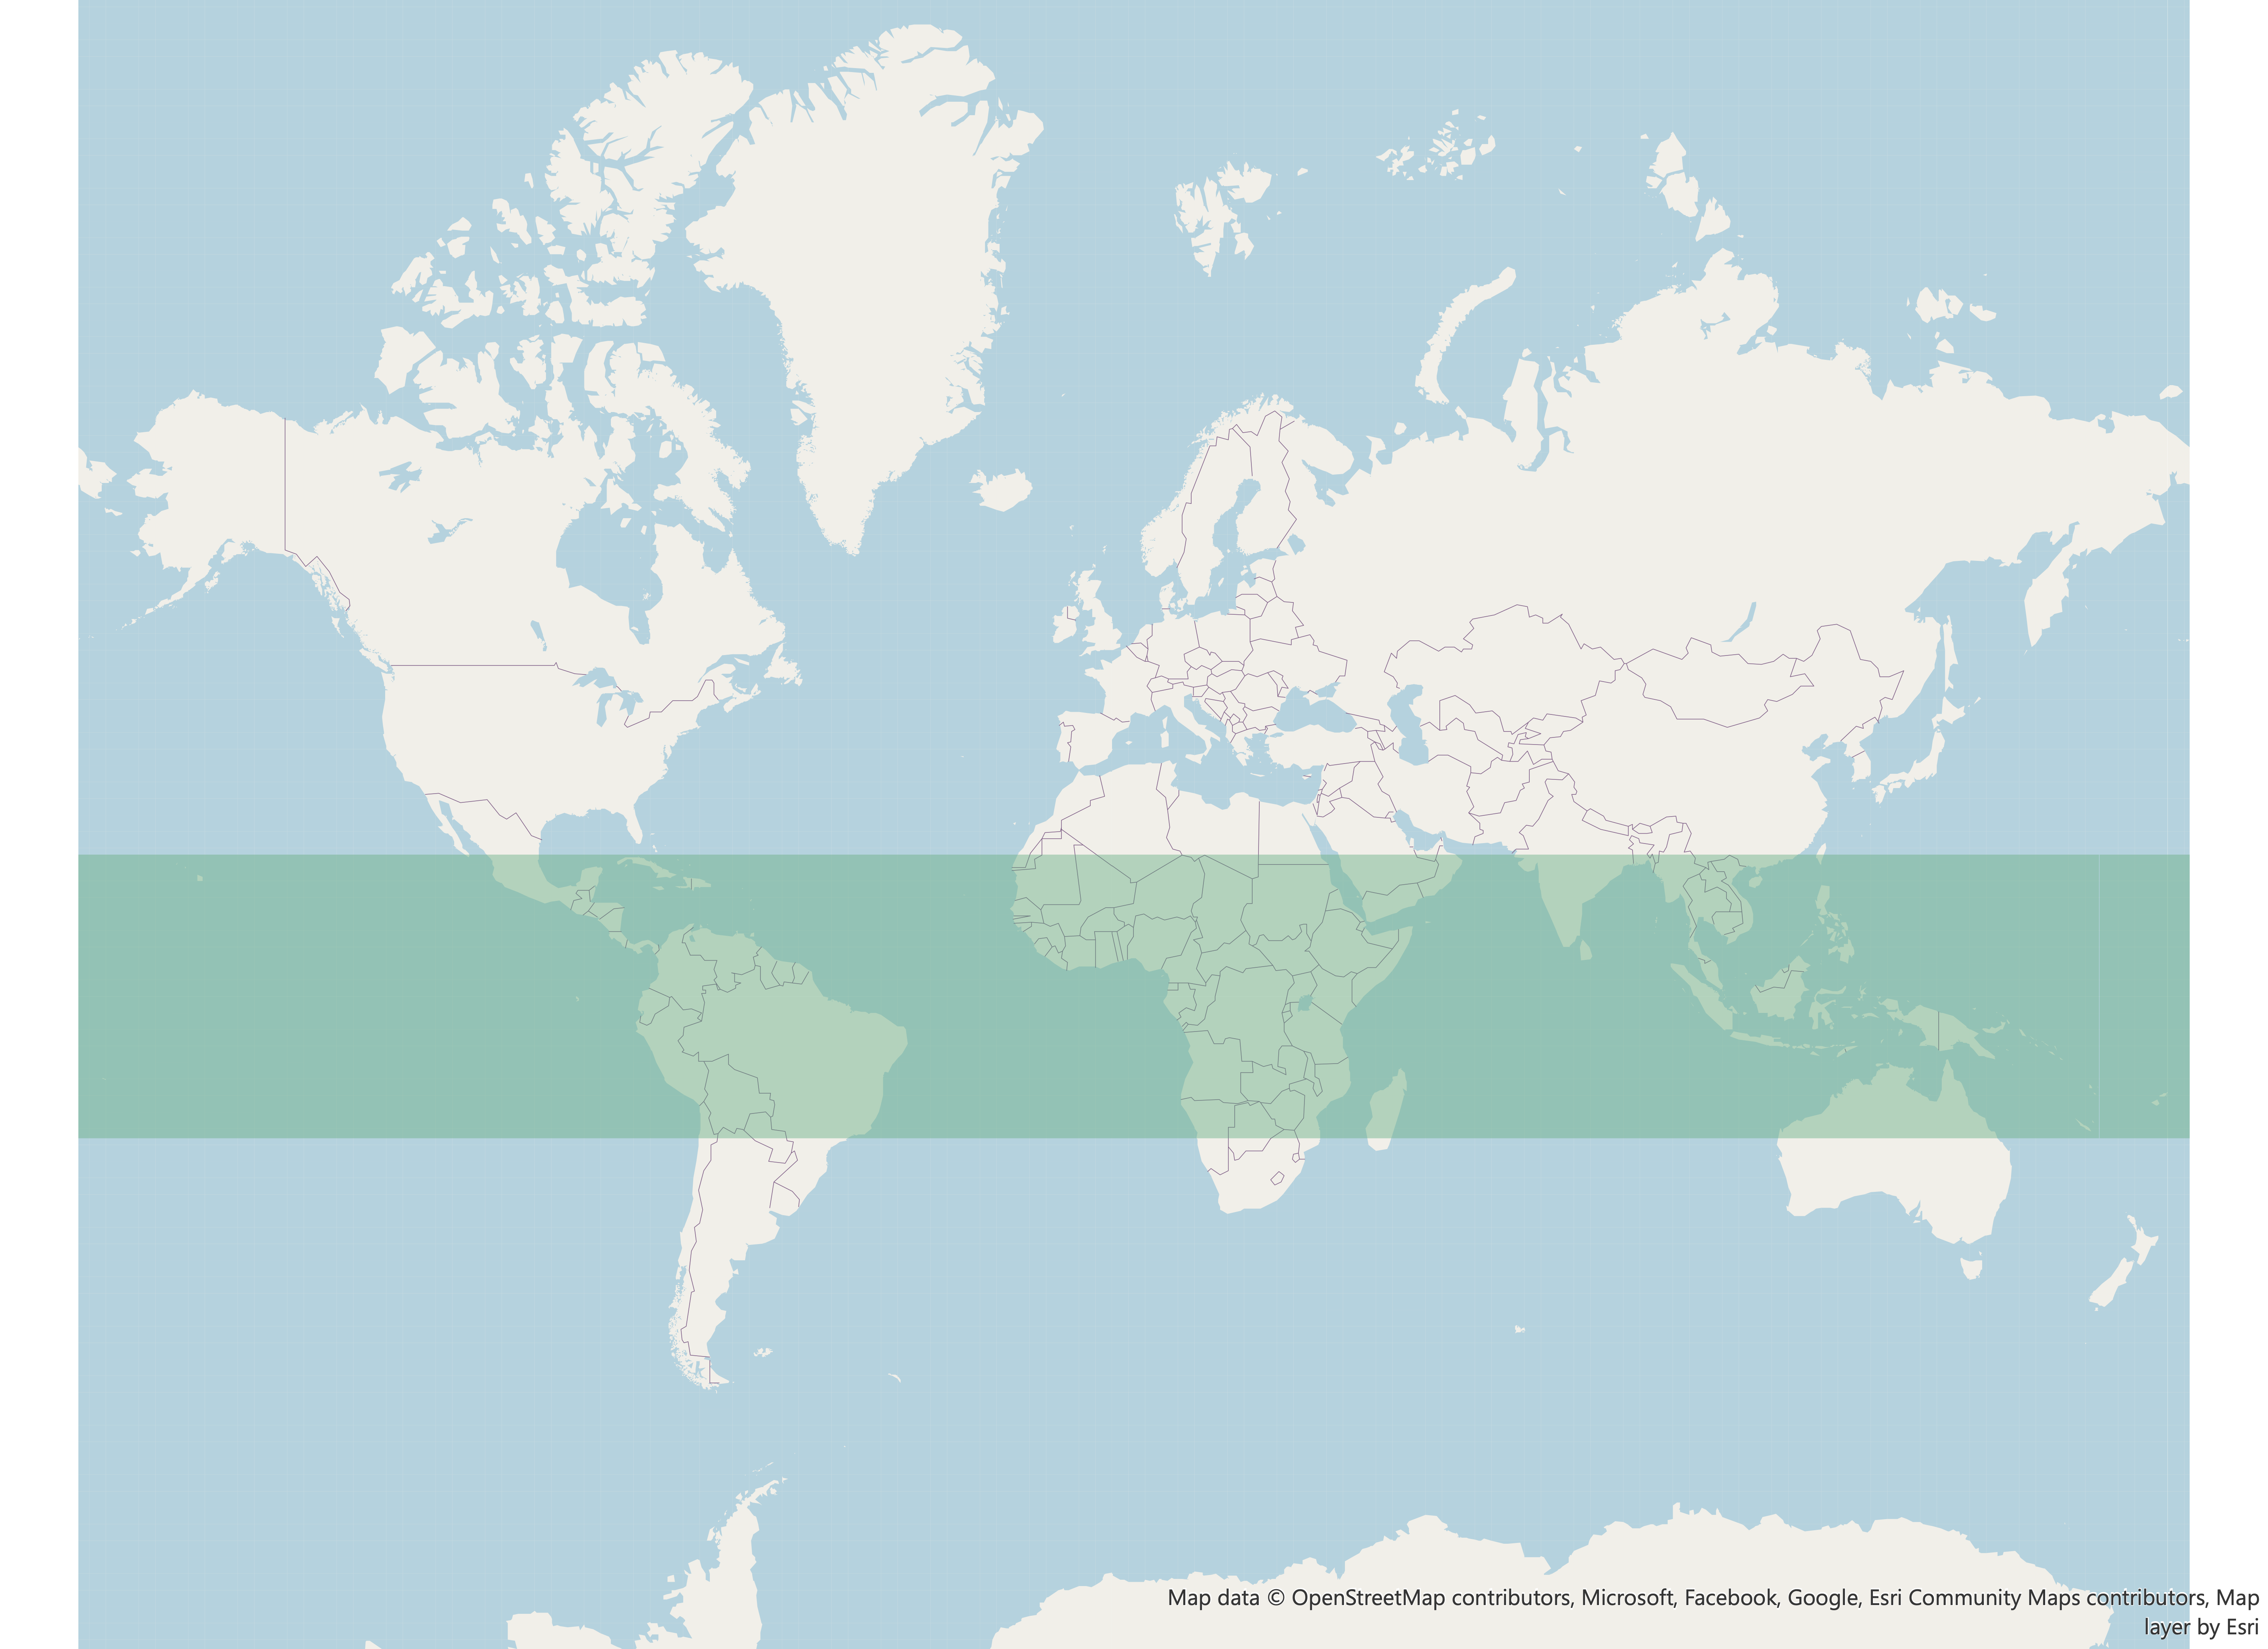 Map data © OpenStreetMap contributors, Microsoft, Facebook, Google, Esri Community Maps contributors, Map
layer by Esri